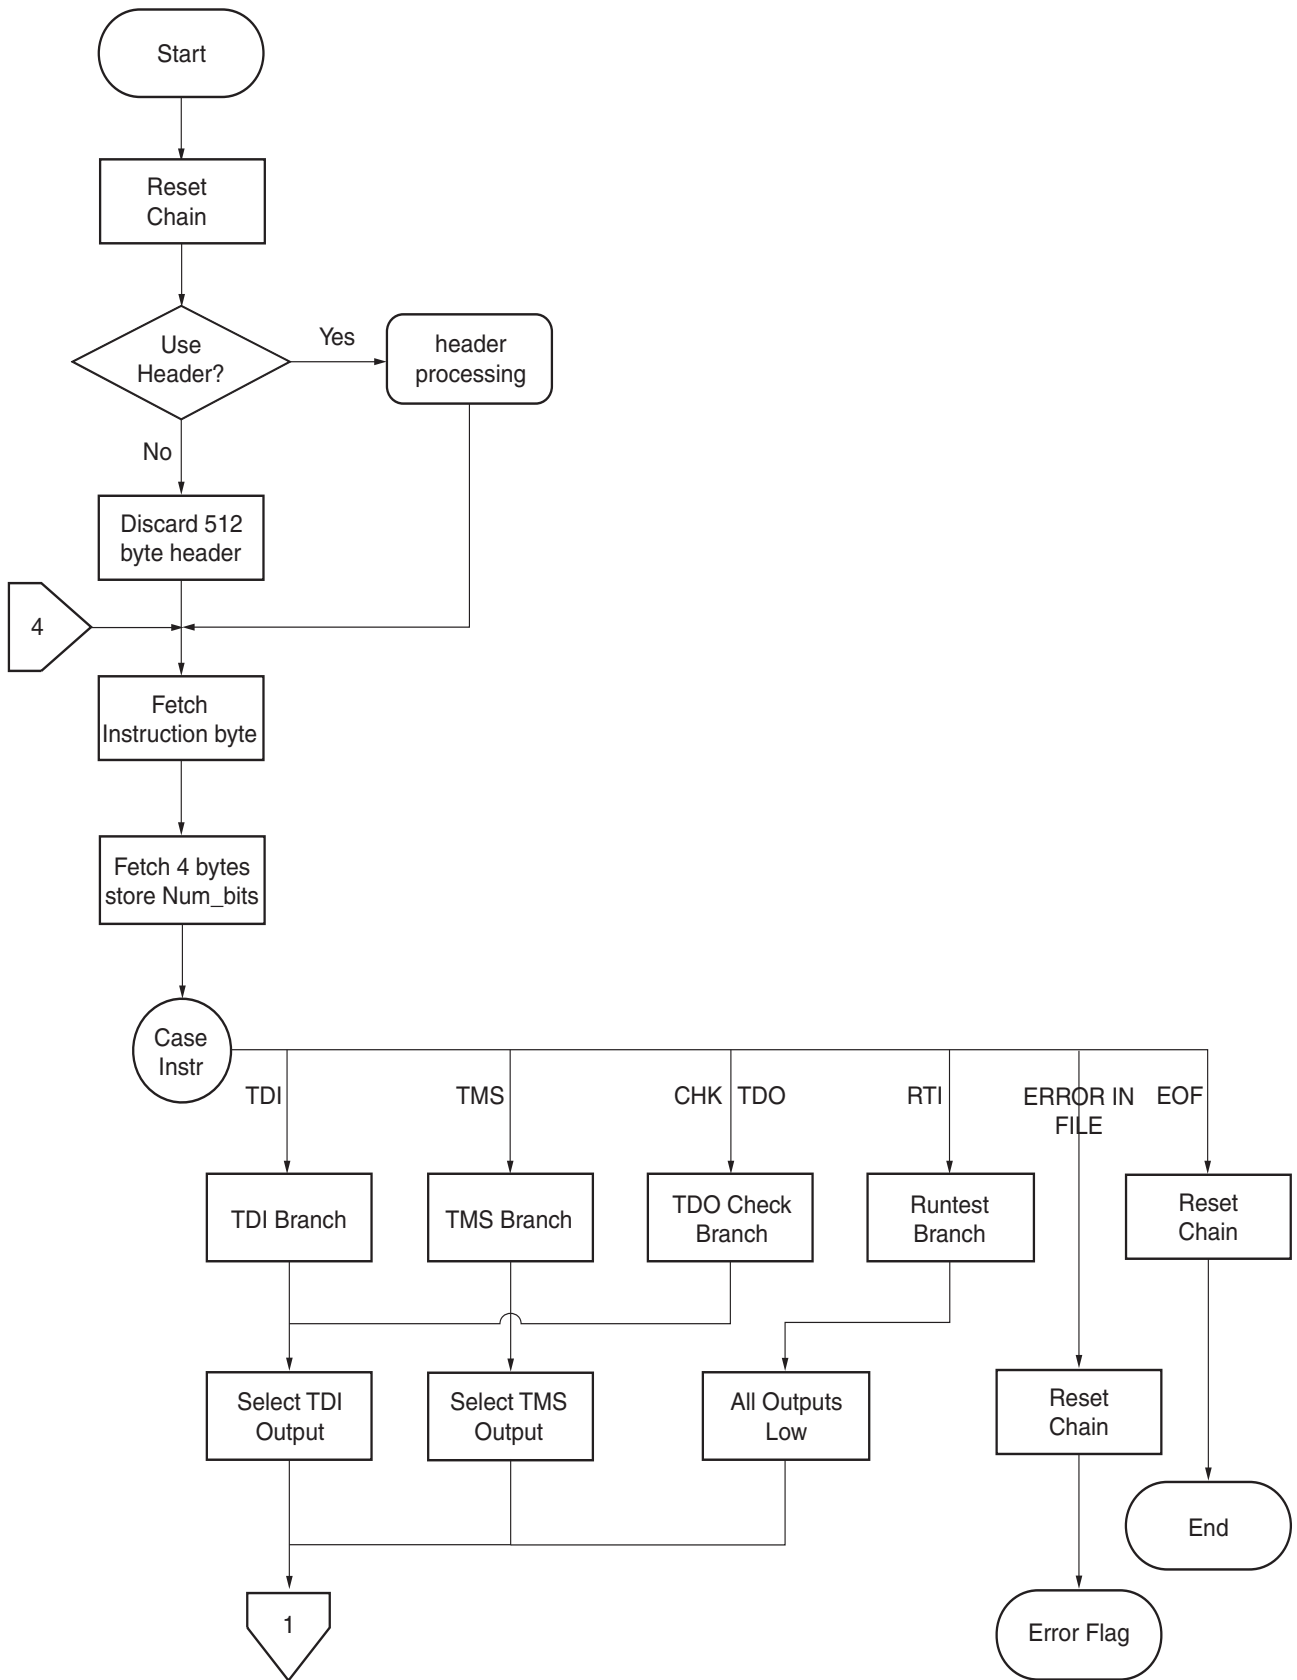 Start
Reset
Chain
Use
Header?
Yes
header
processing
No
Discard 512
byte header
4
Fetch
Instruction byte
Fetch 4 bytes
store Num_bits
Case
Instr
TDI
TMS
CHK TDO
RTI
ERROR IN
FILE
EOF
TDI Branch
TMS Branch
TDO Check
Branch
Runtest
Branch
Reset
Chain
Select TDI
Output
Select TMS
Output
All Outputs
Low
Reset
Chain
End
1
Error Flag